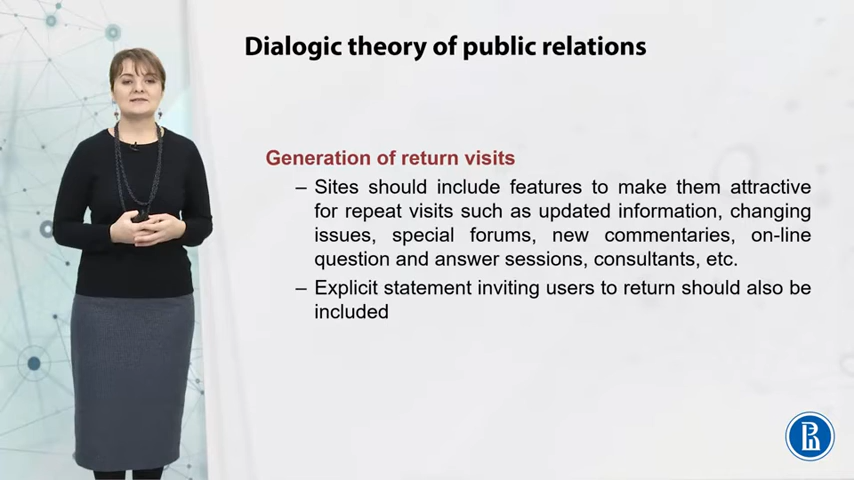 Dialogic theory of public relations
Generation of return visits
– Sites should include features to make them attractive
for repeat visits such as updated information, changing
issues, special forums, new commentaries, on-line
question and answer sessions, consultants, etc.
– Explicit statement inviting users to return should also be
included